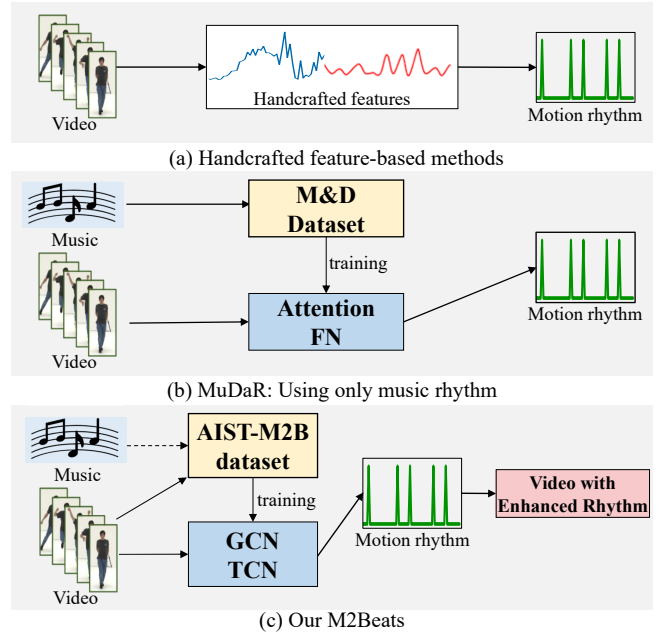 Handcrafted features
Video
Motion rhythm
(a) Handcrafted feature-based methods
M&D
Dataset
Music
training
Attention
FN
Video
Motion rhythm
(b) MuDaR: Using only music rhythm
AIST-M2B
dataset
Music
training
Video with
Enhanced Rhythm
GCN
TCN
Motion rhythm
Video
(c) Our M2Beats